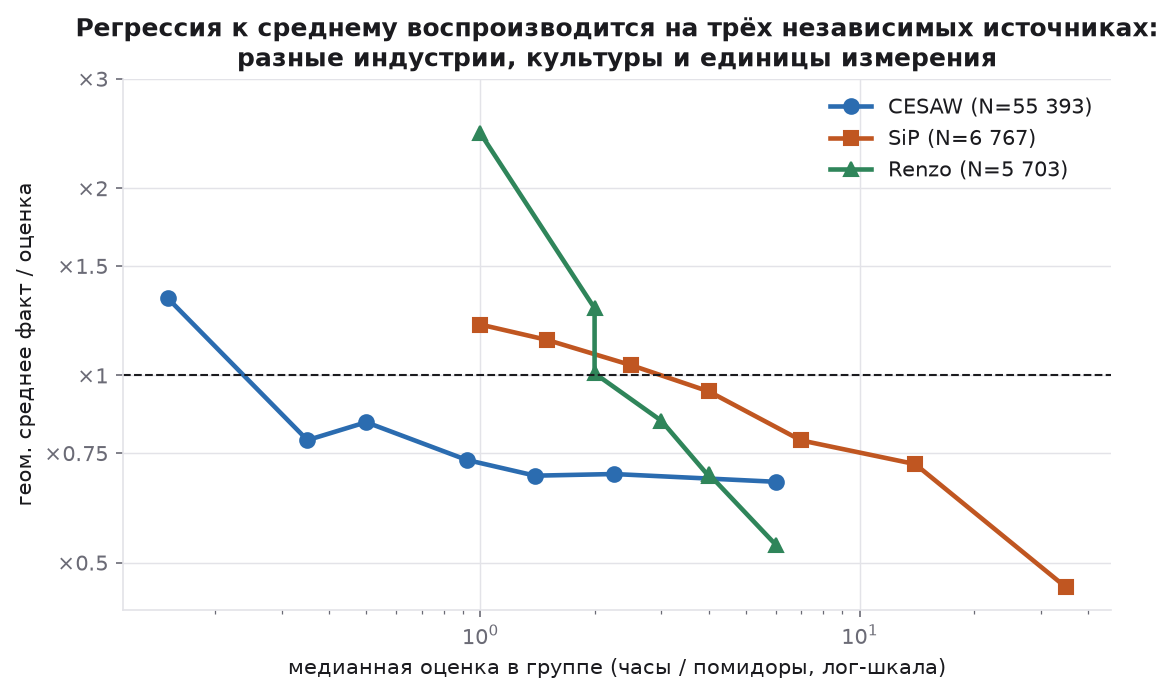 Регрессия к среднему воспроизводится на трёх независимых источниках:
разные индустрии, культуры и единицы измерения
геом. среднее факт / оценка
×3
×2
×1.5
×1
×0.75
×0.5
CESAW (N=55 393)
SiP (N=6 767)
Renzo (N=5 703)
10⁰
10¹
медианная оценка в группе (часы / помидоры, лог-шкала)